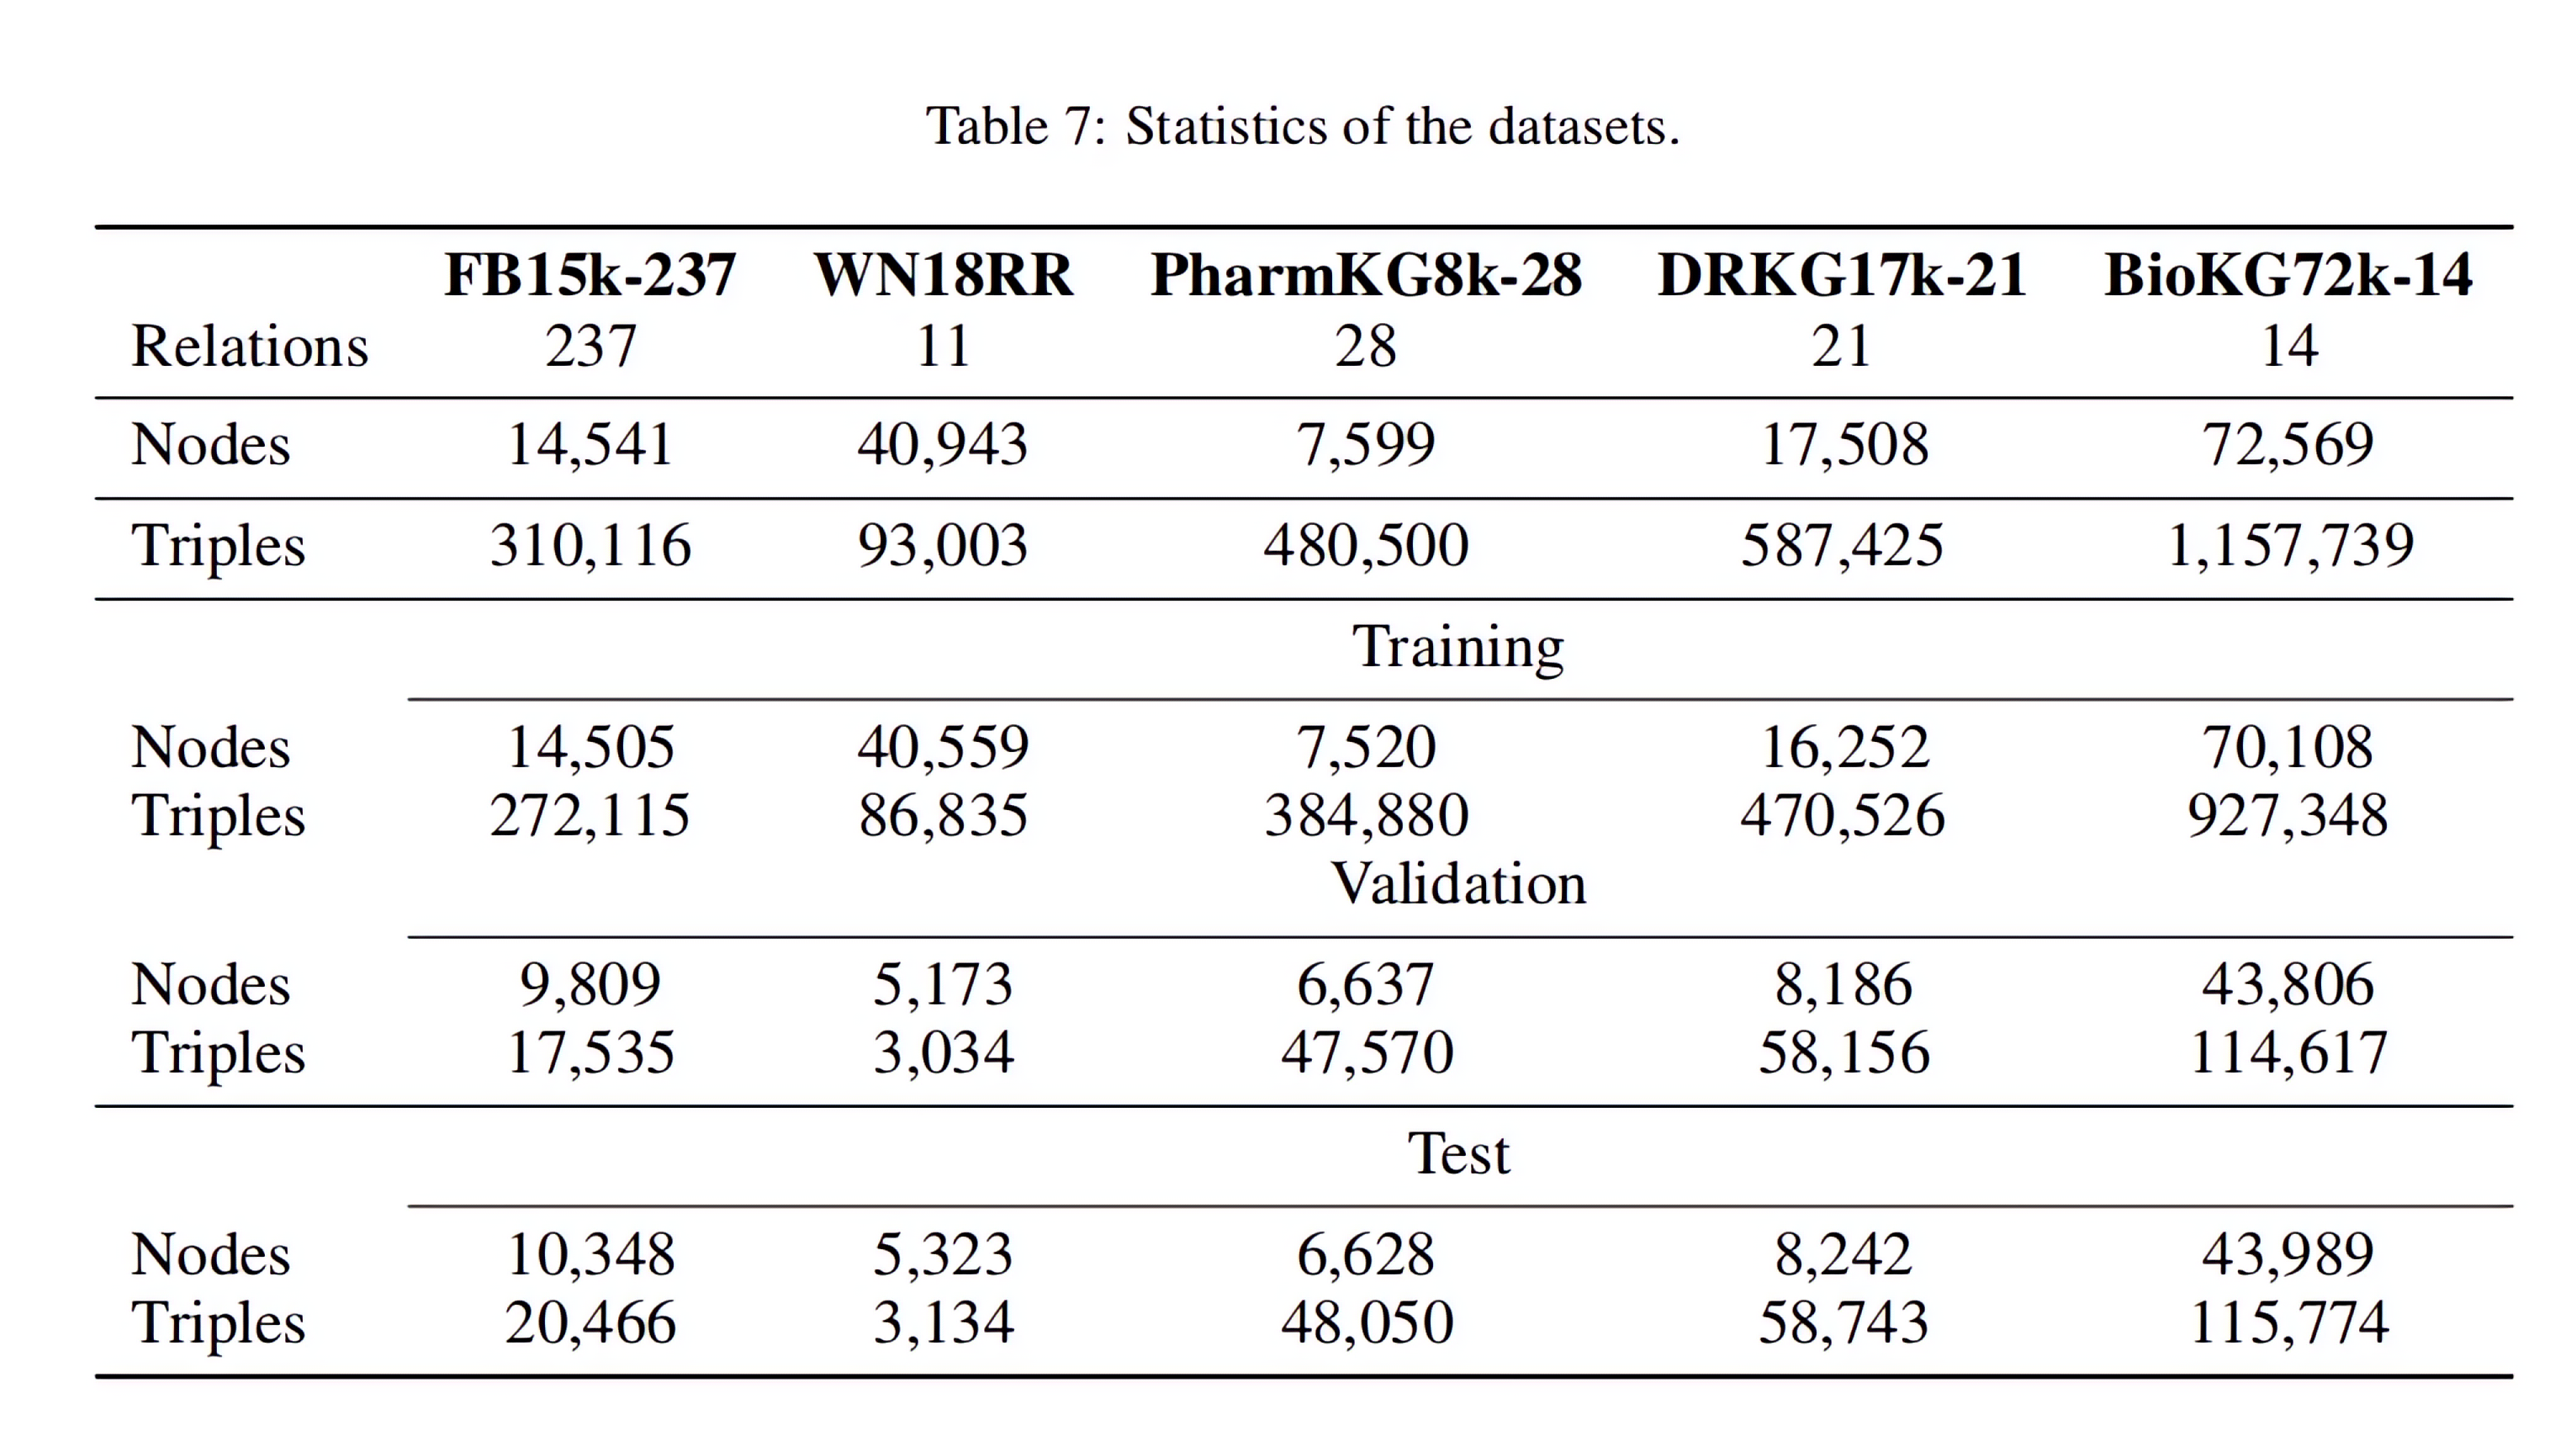 Table 7: Statistics of the datasets.
FB15k-237 WN18RR PharmKG8k-28 DRKG17k-21 BioKG72k-14
Relations 237 11 28 21 14
Nodes 14,541 40,943 7,599 17,508 72,569
Triples 310,116 93,003 480,500 587,425 1,157,739
Training
Nodes 14,505 40,559 7,520 16,252 70,108
Triples 272,115 86,835 384,880 470,526 927,348
Validation
Nodes 9,809 5,173 6,637 8,186 43,806
Triples 17,535 3,034 47,570 58,156 114,617
Test
Nodes 10,348 5,323 6,628 8,242 43,989
Triples 20,466 3,134 48,050 58,743 115,774